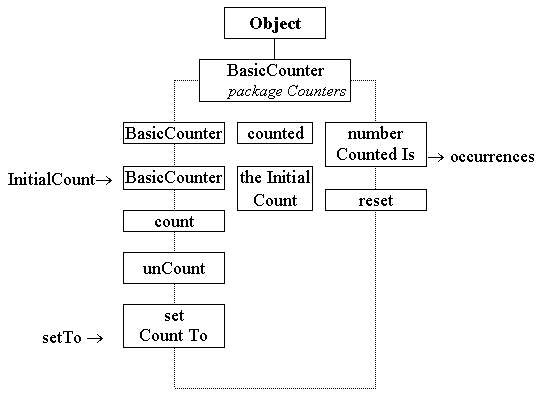 Object
BasicCounter
package Counters
BasicCounter
counted
number
Counted Is
→ occurrences
InitialCount→
BasicCounter
the Initial
Count
reset
count
unCount
setTo →
set
Count To